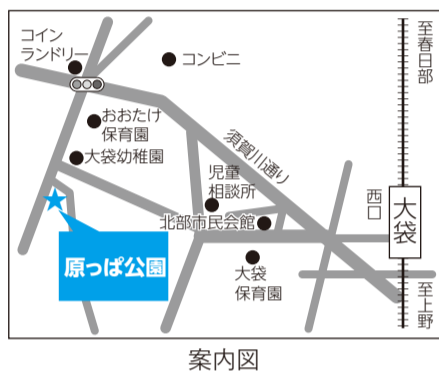 コイン
ランドリー
コンビニ
至春日部
おおたけ
保育園
大袋幼稚園
須賀川通り
児童
相談所
西口
大袋
北部市民会館
原っぱ公園
大袋
保育園
至上野
案内図